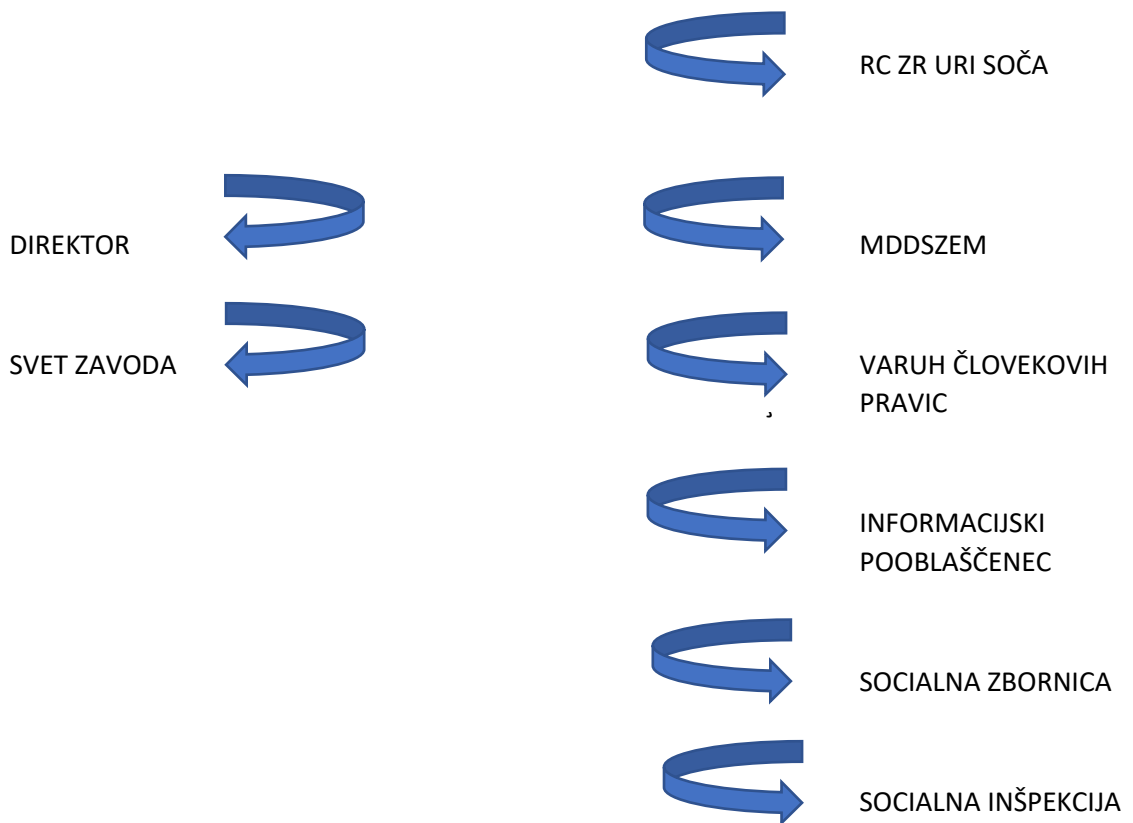 RC ZR URI SOČA
DIREKTOR
MDDSZEM
SVET ZAVODA
VARUH ČLOVEKOVIH
PRAVIC
INFORMACIJSKI
POOBLAŠČENEC
SOCIALNA ZBORNICA
SOCIALNA INŠPEKCIJA